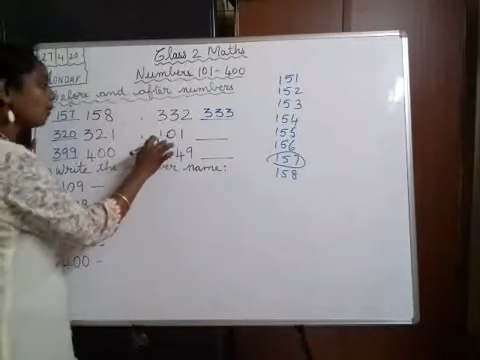 27/4/20
MONDAY
Class 2 Maths
Numbers 101-400
Before and after numbers
157 158 . 332 333
320 321 . 101 ___
399 400 49 ___
Write the name:
109 -
400 -
151
152
153
154
155
156
157
158